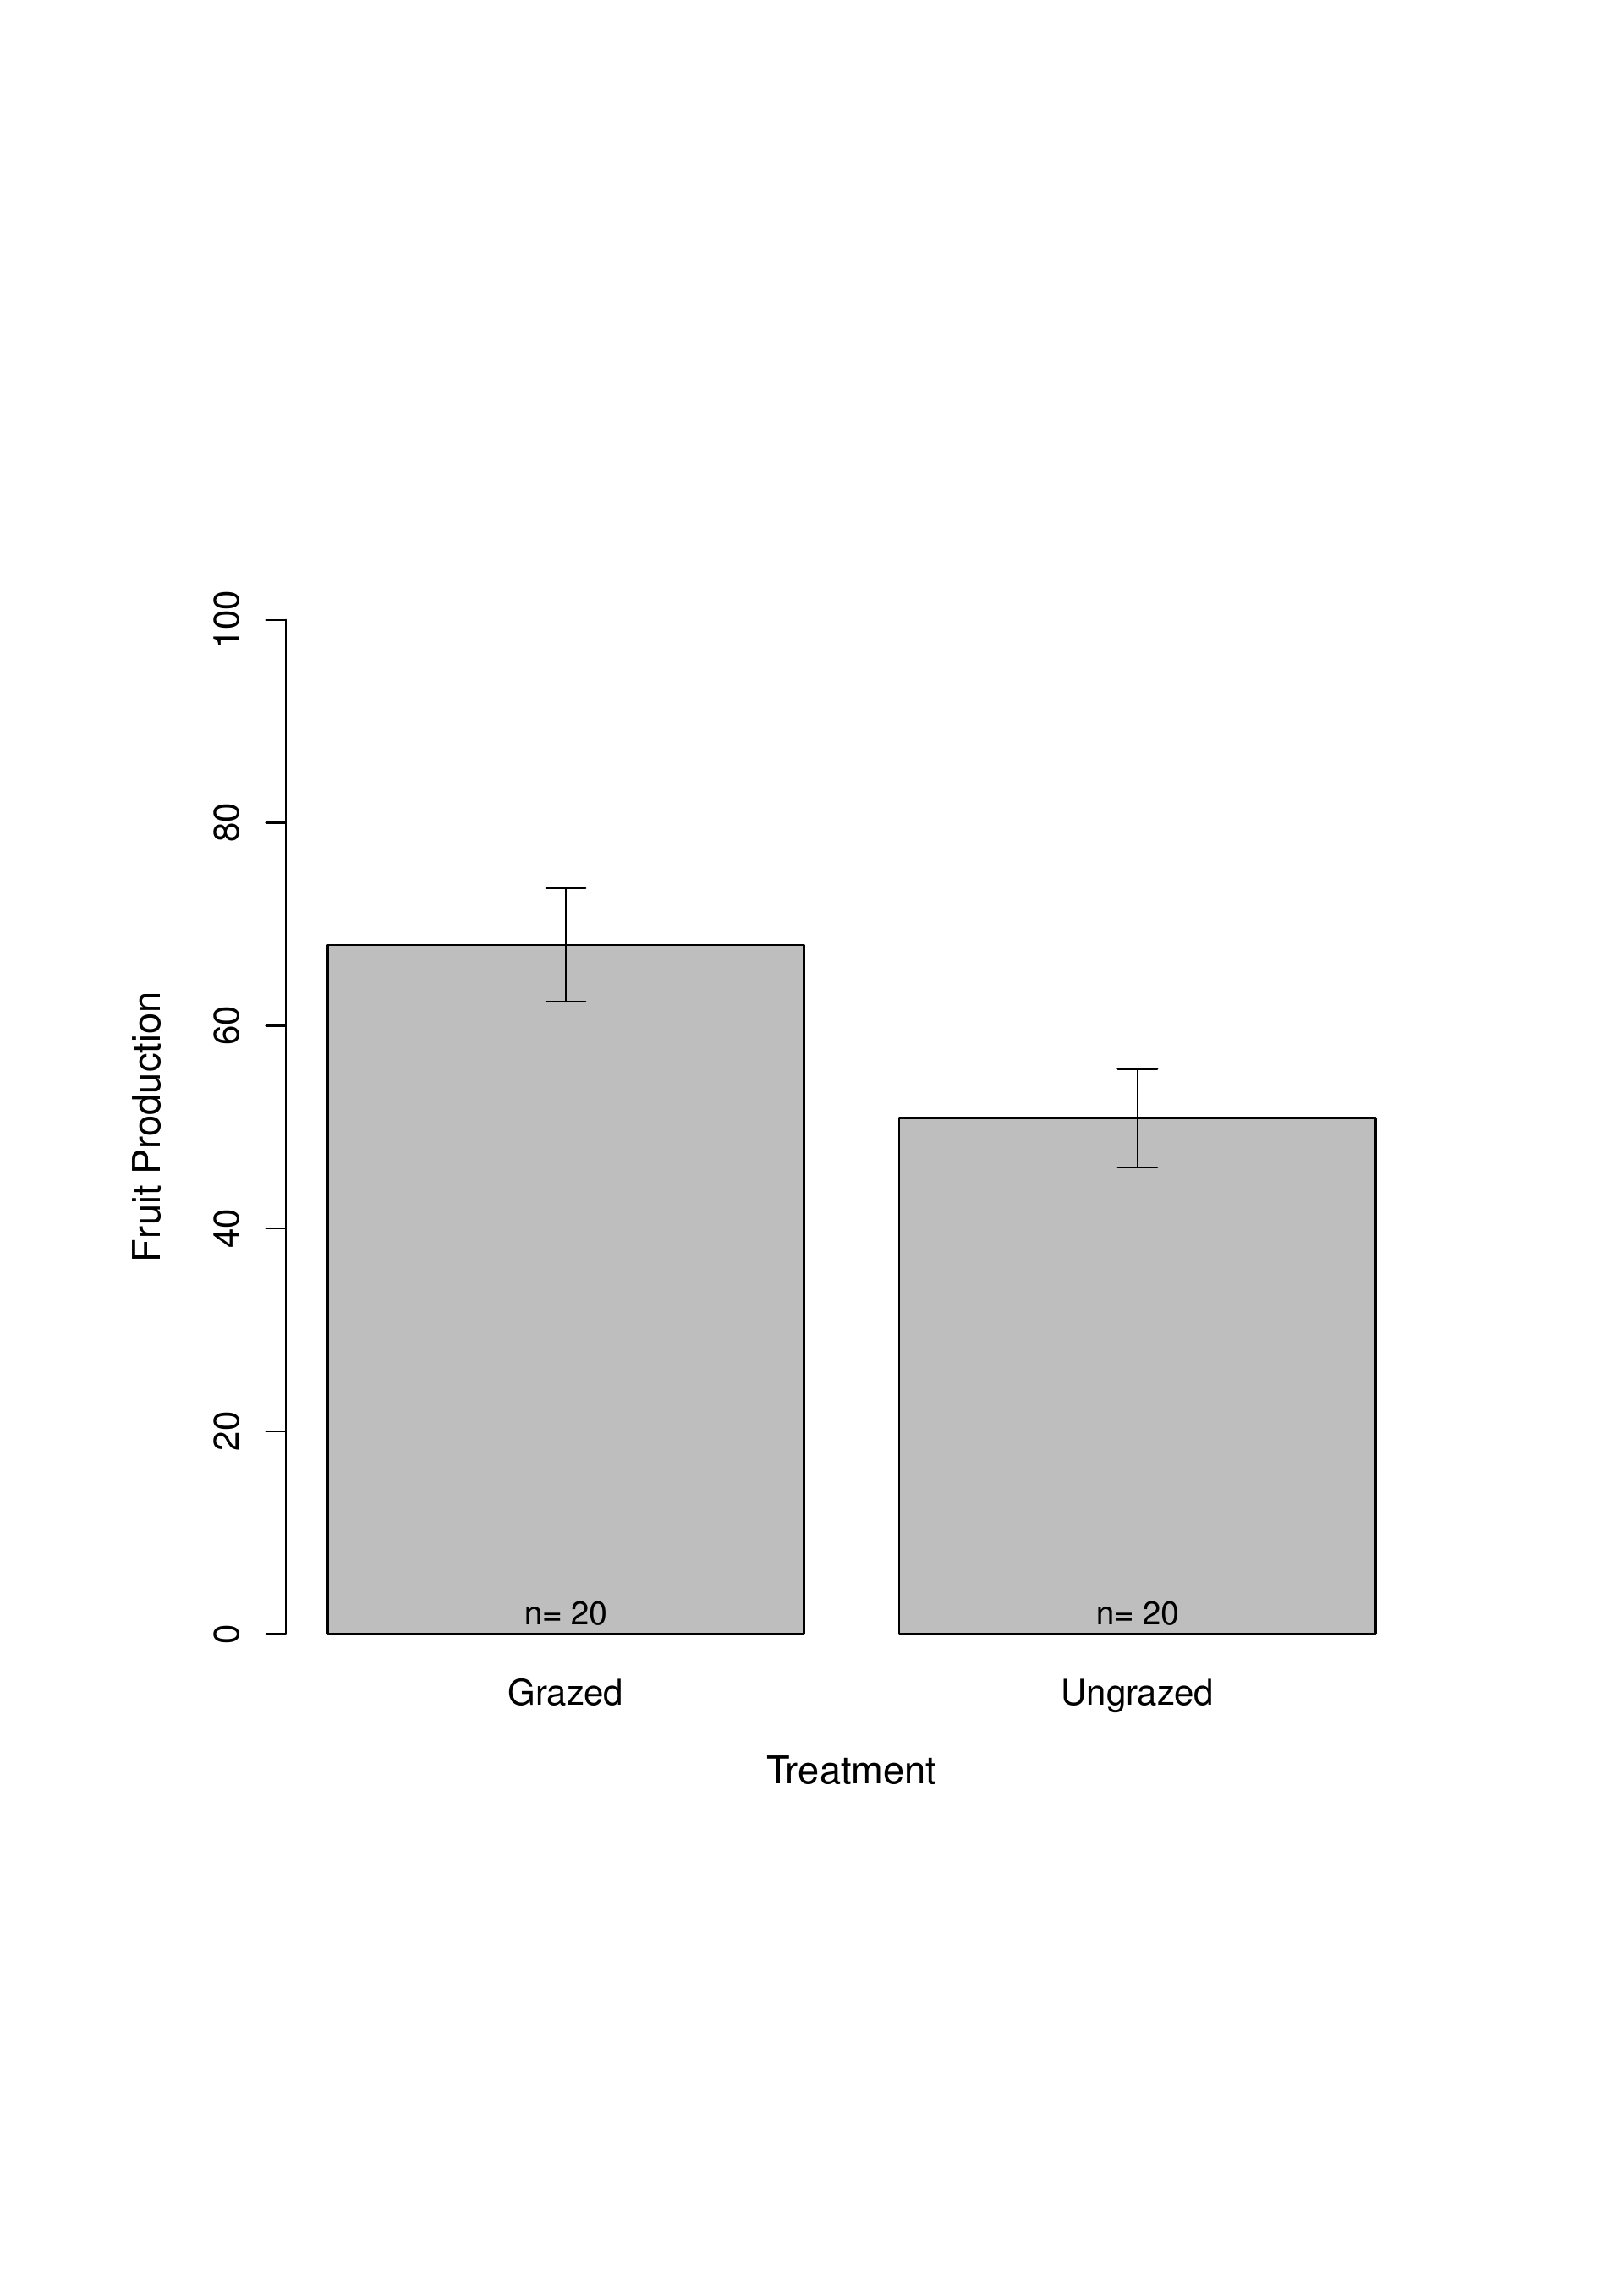 100
80
60
40
20
0
Fruit Production
n= 20
n= 20
Grazed
Ungrazed
Treatment